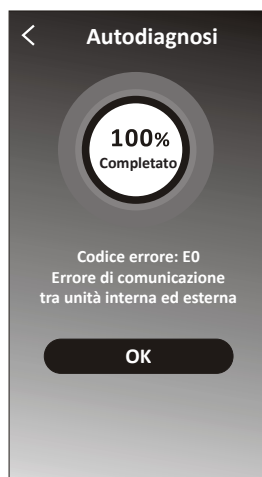 Autodiagnosi
100%
Completato
Codice errore: E0
Errore di comunicazione
tra unità interna ed esterna
OK